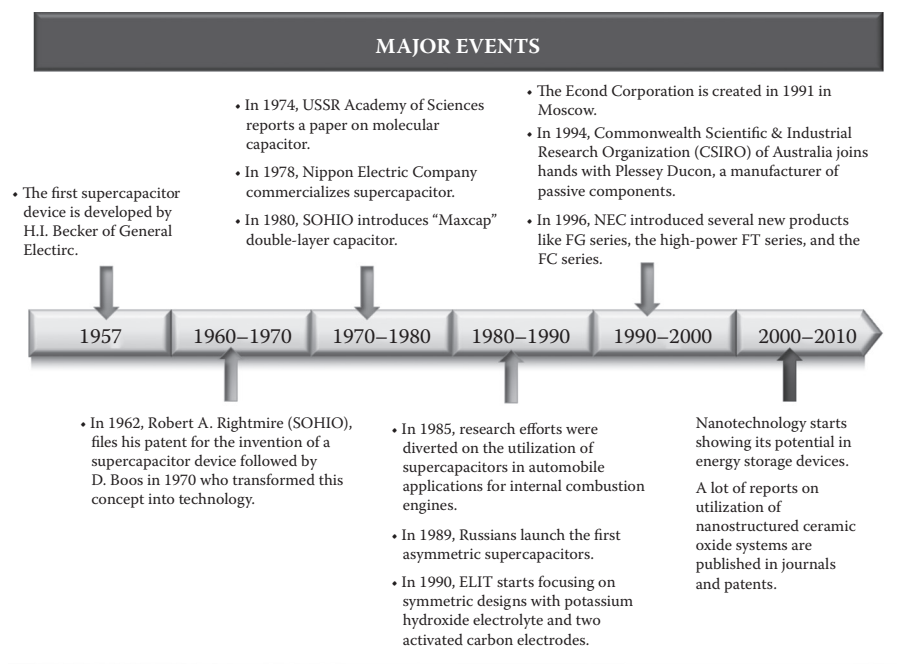 MAJOR EVENTS
• The first supercapacitor
device is developed by
H.I. Becker of General
Electirc.
• In 1974, USSR Academy of Sciences
reports a paper on molecular
capacitor.
• In 1978, Nippon Electric Company
commercializes supercapacitor.
• In 1980, SOHIO introduces “Maxcap”
double-layer capacitor.
• The Econd Corporation is created in 1991 in
Moscow.
• In 1994, Commonwealth Scientific & Industrial
Research Organization (CSIRO) of Australia joins
hands with Plessey Ducon, a manufacturer of
passive components.
• In 1996, NEC introduced several new products
like FG series, the high-power FT series, and the
FC series.
1957
1960–1970
1970–1980
1980–1990
1990–2000
2000–2010
• In 1962, Robert A. Rightmire (SOHIO),
files his patent for the invention of a
supercapacitor device followed by
D. Boos in 1970 who transformed this
concept into technology.
• In 1985, research efforts were
diverted on the utilization of
supercapacitors in automobile
applications for internal combustion
engines.
• In 1989, Russians launch the first
asymmetric supercapacitors.
• In 1990, ELIT starts focusing on
symmetric designs with potassium
hydroxide electrolyte and two
activated carbon electrodes.
Nanotechnology starts
showing its potential in
energy storage devices.
A lot of reports on
utilization of
nanostructured ceramic
oxide systems are
published in journals
and patents.